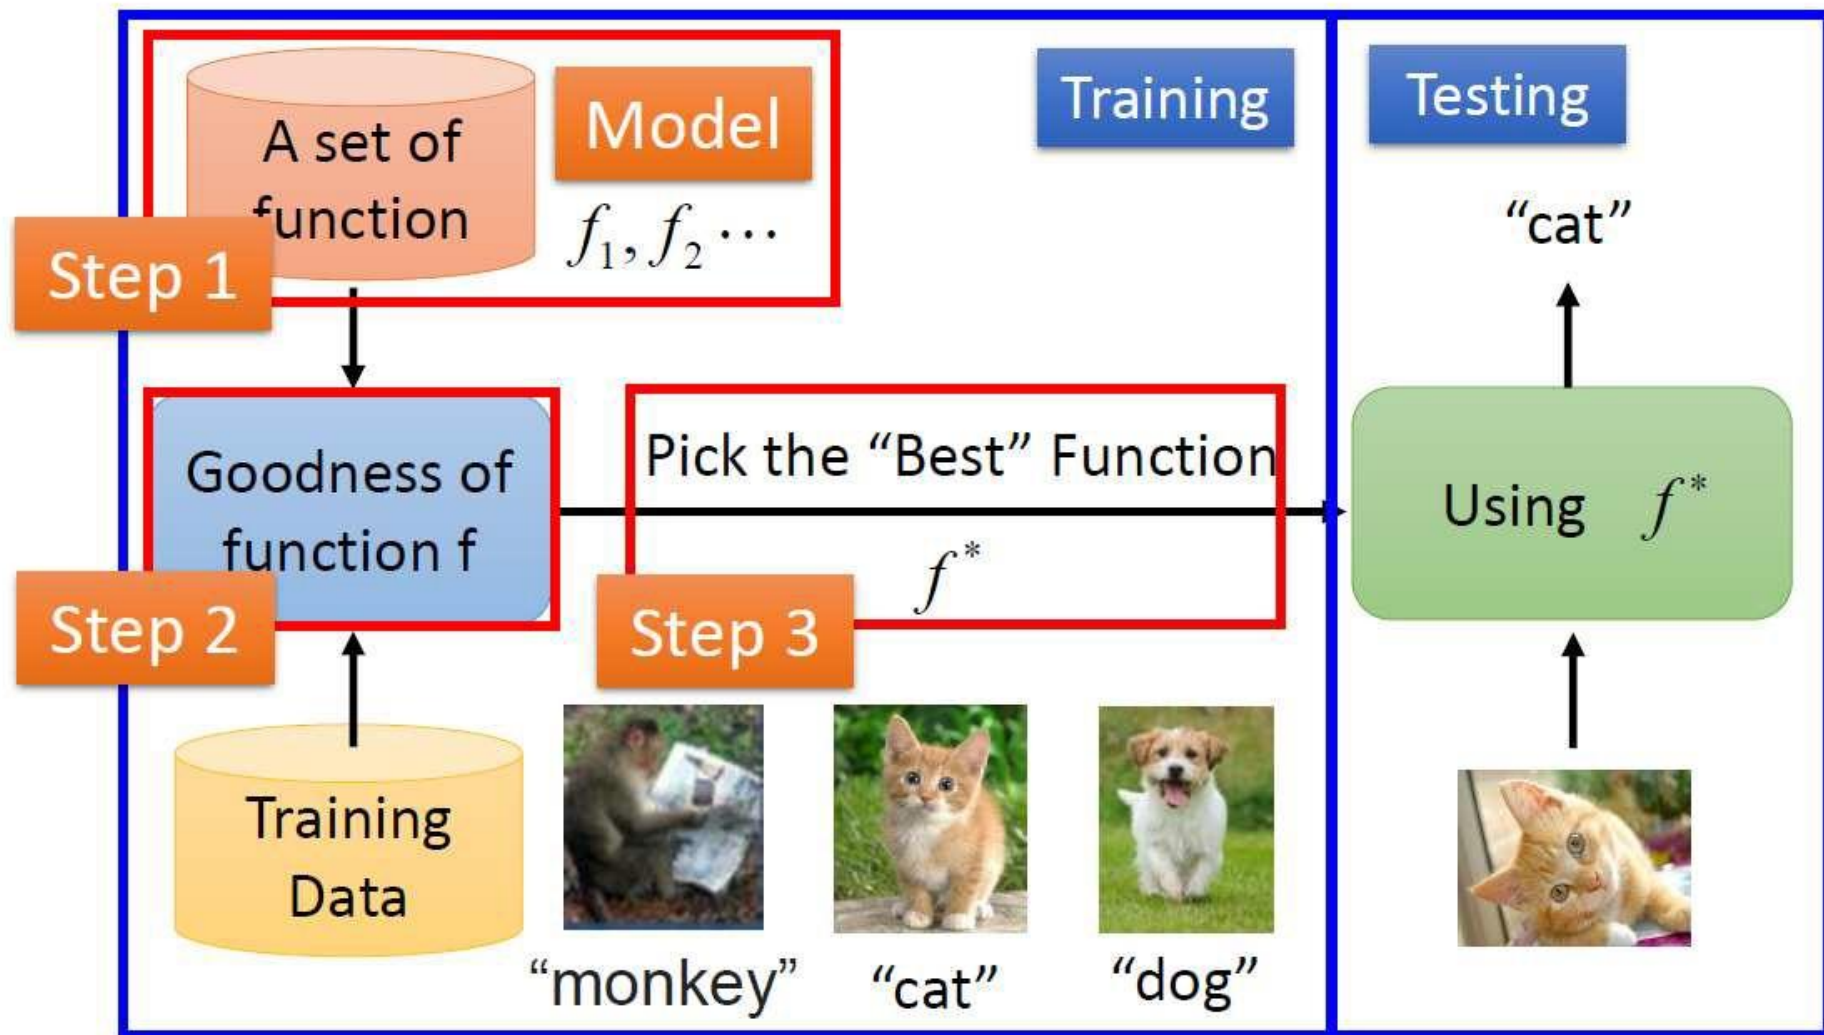 A set of
function
Model
f₁, f₂ ⋯
Training
Testing
Step 1
“cat”
Goodness of
function f
Step 2
Pick the “Best” Function
f*
Step 3
Using f*
Training
Data
“monkey”
“cat”
“dog”